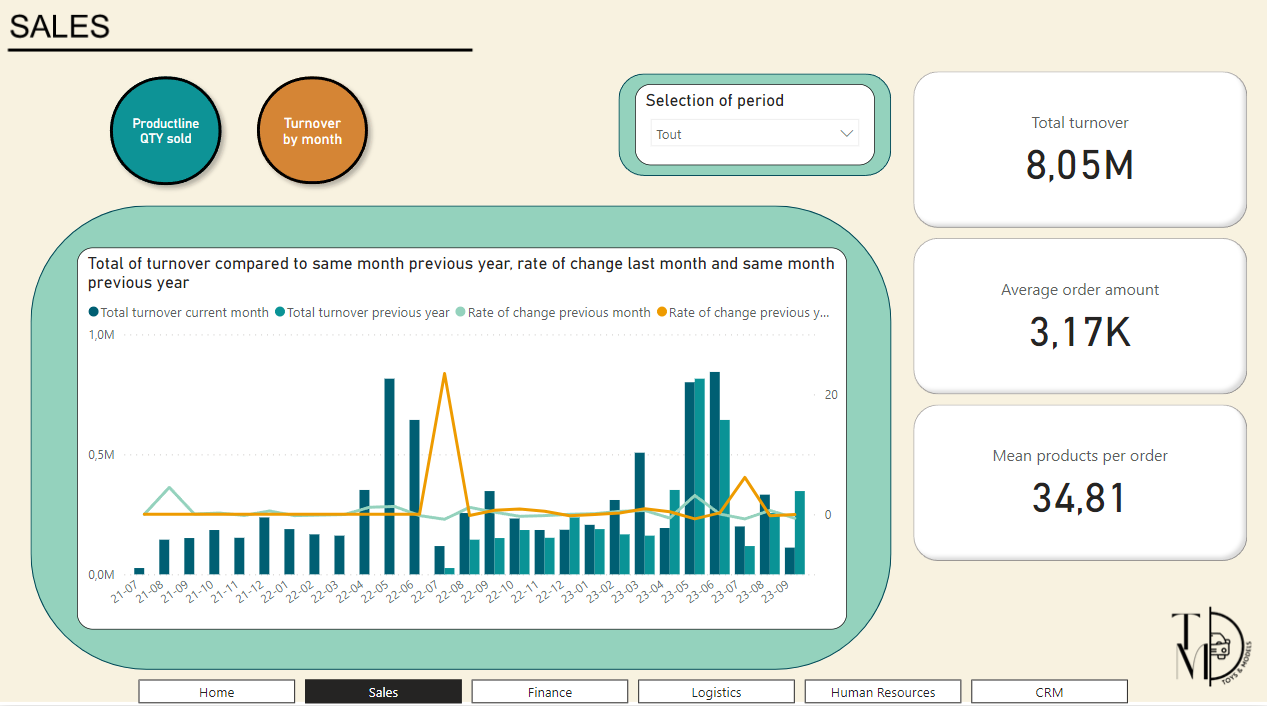 SALES
Productline
QTY sold
Turnover
by month
Selection of period
Tout
Total turnover
8,05M
Average order amount
3,17K
Mean products per order
34,81
Total of turnover compared to same month previous year, rate of change last month and same month
previous year
Total turnover current month Total turnover previous year Rate of change previous month Rate of change previous y...
1,0M
0,5M
0,0M
20
0
21-07 21-08 21-09 21-10 21-11 21-12 22-01 22-02 22-03 22-04 22-05 22-06 22-07 22-08 22-09 22-10 22-11 22-12 23-01 23-02 23-03 23-04 23-05 23-06 23-07 23-08 23-09
TMD
TOYS & MODELS
Home Sales Finance Logistics Human Resources CRM